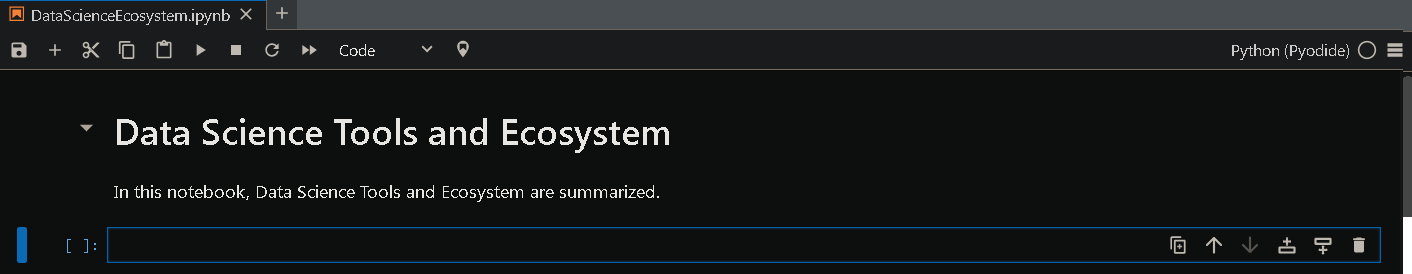 DataScienceEcosystem.ipynb
Code
Python (Pyodide)
Data Science Tools and Ecosystem
In this notebook, Data Science Tools and Ecosystem are summarized.
[ ]: